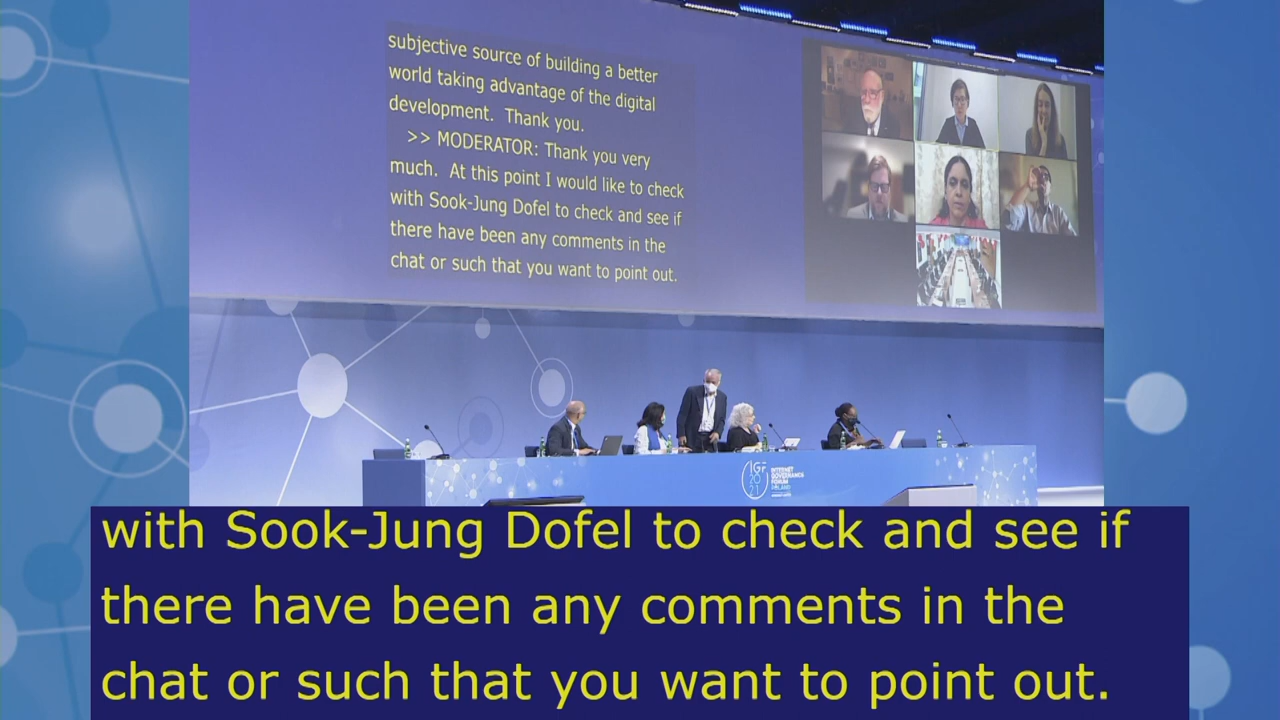 subjective source of building a better
world taking advantage of the digital
development. Thank you.
>> MODERATOR: Thank you very
much. At this point I would like to check
with Sook-Jung Dofel to check and see if
there have been any comments in the
chat or such that you want to point out.
IGF
20
21
INTERNET
GOVERNANCE
FORUM
with Sook-Jung Dofel to check and see if
there have been any comments in the
chat or such that you want to point out.